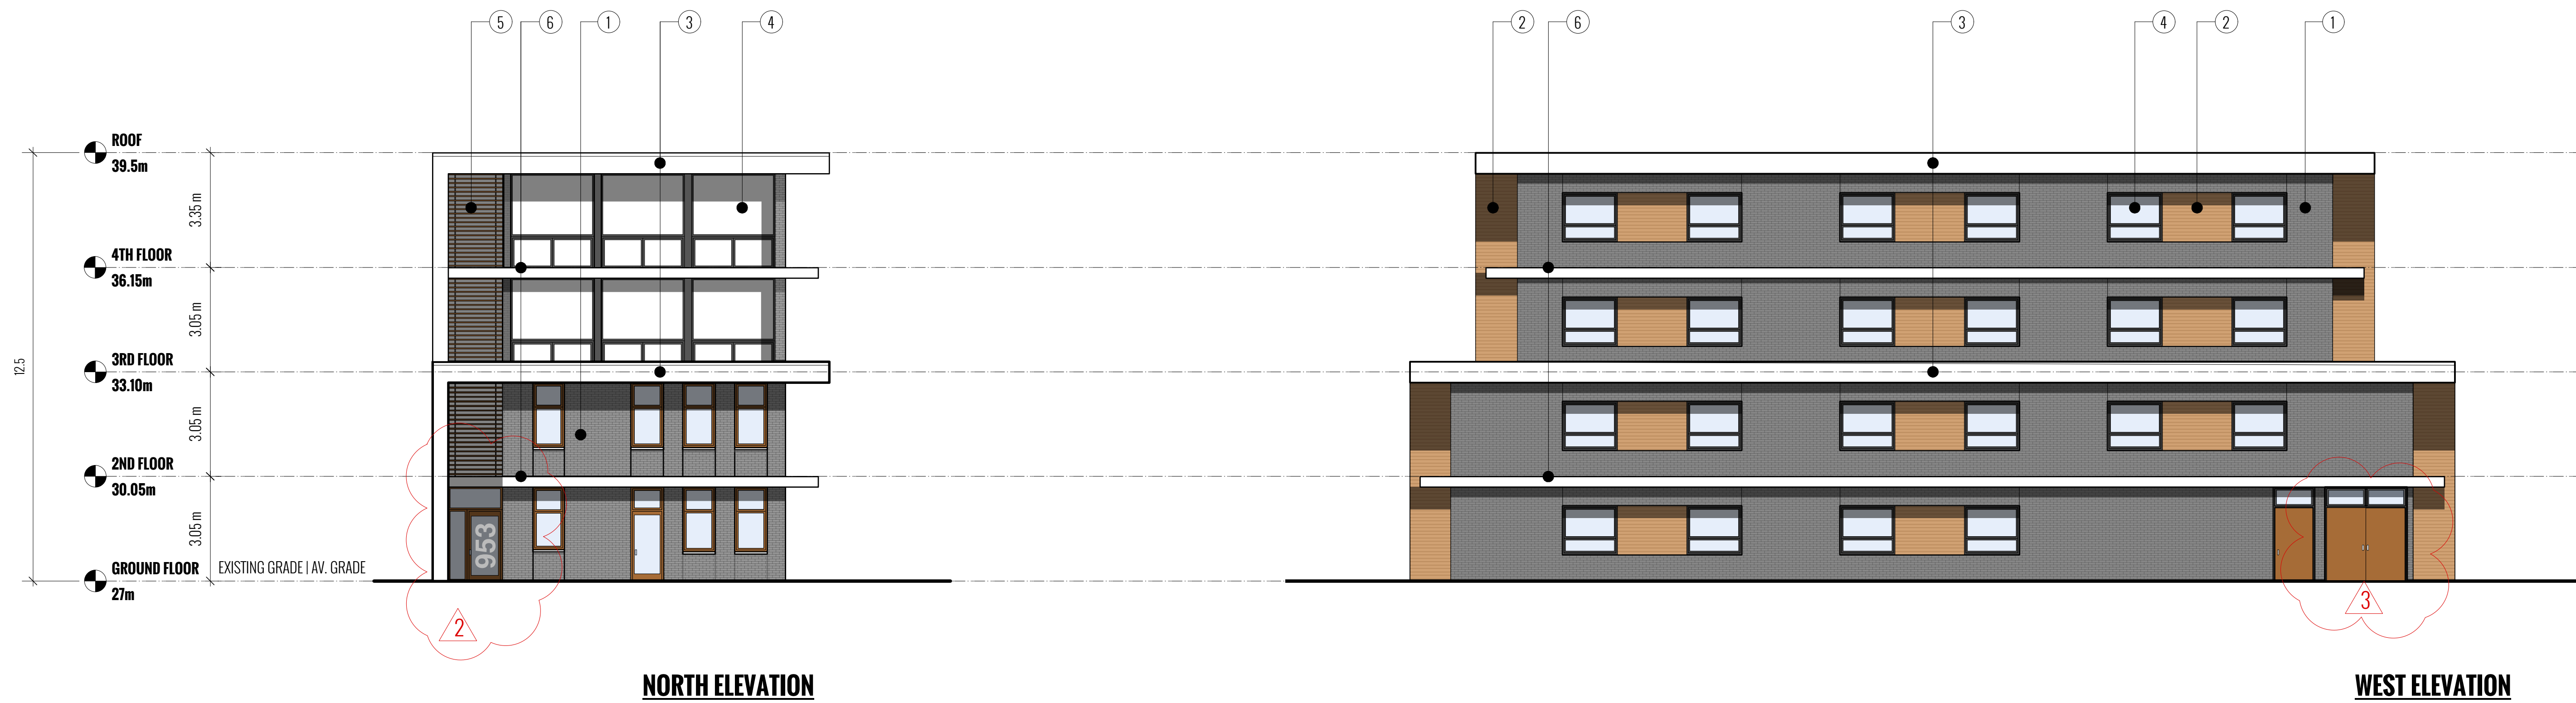 5 6 1 3 4 2 6 3 4 2 1
ROOF
39.5m
3.35 m
4TH FLOOR
36.15m
3.05 m
3RD FLOOR
33.10m
12.5
3.05 m
2ND FLOOR
30.05m
3.05 m
953
GROUND FLOOR
EXISTING GRADE | AV. GRADE
27m
2
3
NORTH ELEVATION
WEST ELEVATION